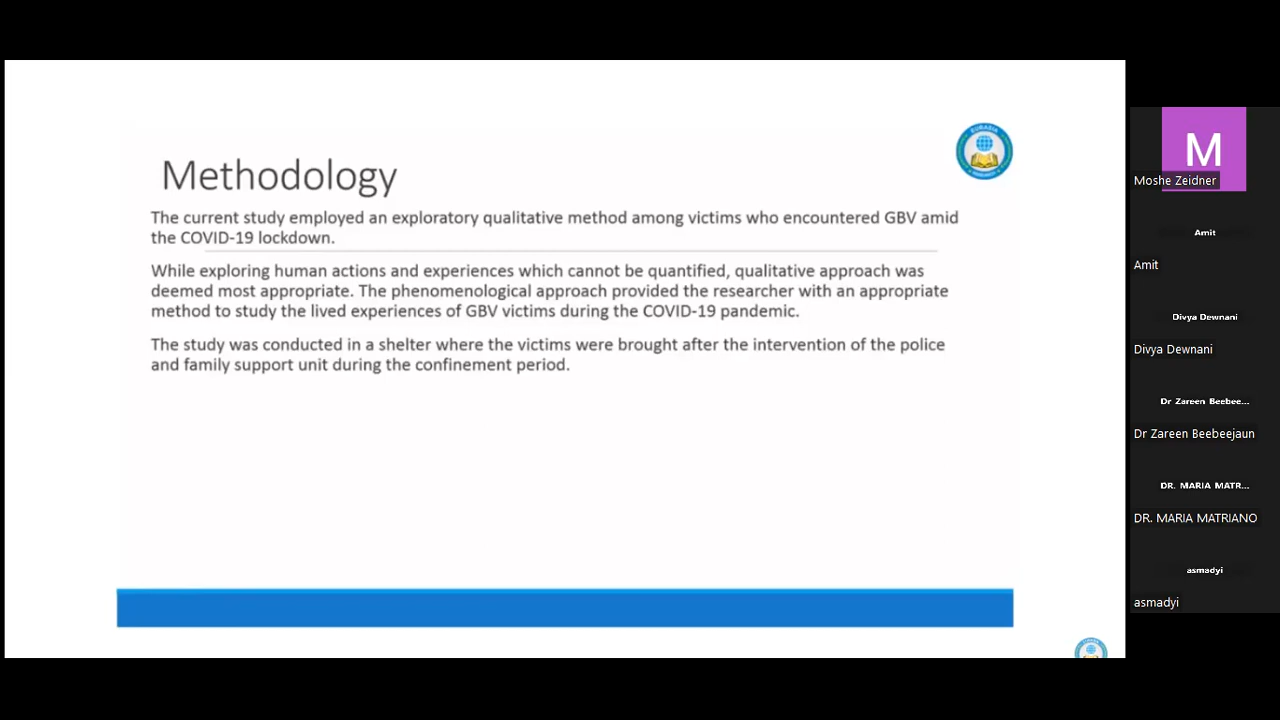 Methodology
The current study employed an exploratory qualitative method among victims who encountered GBV amid
the COVID-19 lockdown.
While exploring human actions and experiences which cannot be quantified, qualitative approach was
deemed most appropriate. The phenomenological approach provided the researcher with an appropriate
method to study the lived experiences of GBV victims during the COVID-19 pandemic.
The study was conducted in a shelter where the victims were brought after the intervention of the police
and family support unit during the confinement period.
EURASIA
RESEARCH
M
Moshe Zeidner
Amit
Amit
Divya Dewnani
Divya Dewnani
Dr Zareen Beebee...
Dr Zareen Beebeejaun
DR. MARIA MATR...
DR. MARIA MATRIANO
asmadyi
asmadyi